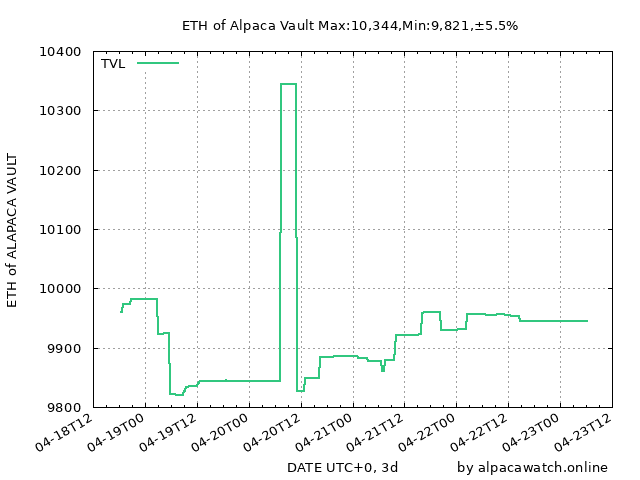 ETH of Alpaca Vault Max:10,344,Min:9,821,±5.5%
TVL
10400
10300
10200
10100
10000
9900
9800
ETH of ALAPACA VAULT
04-18T12
04-19T00
04-19T12
04-20T00
04-20T12
04-21T00
04-21T12
04-22T00
04-22T12
04-23T00
04-23T12
DATE UTC+0, 3d
by alpacawatch.online